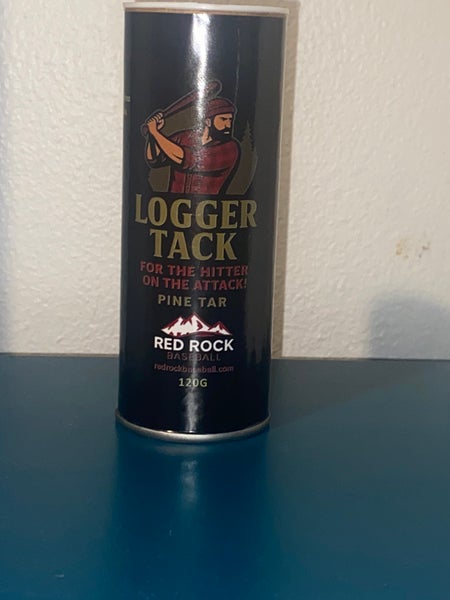 LOGGER
TACK
FOR THE HITTER
ON THE ATTACK!
PINE TAR
RED ROCK
BASEBALL
redrockbaseball.com
120G